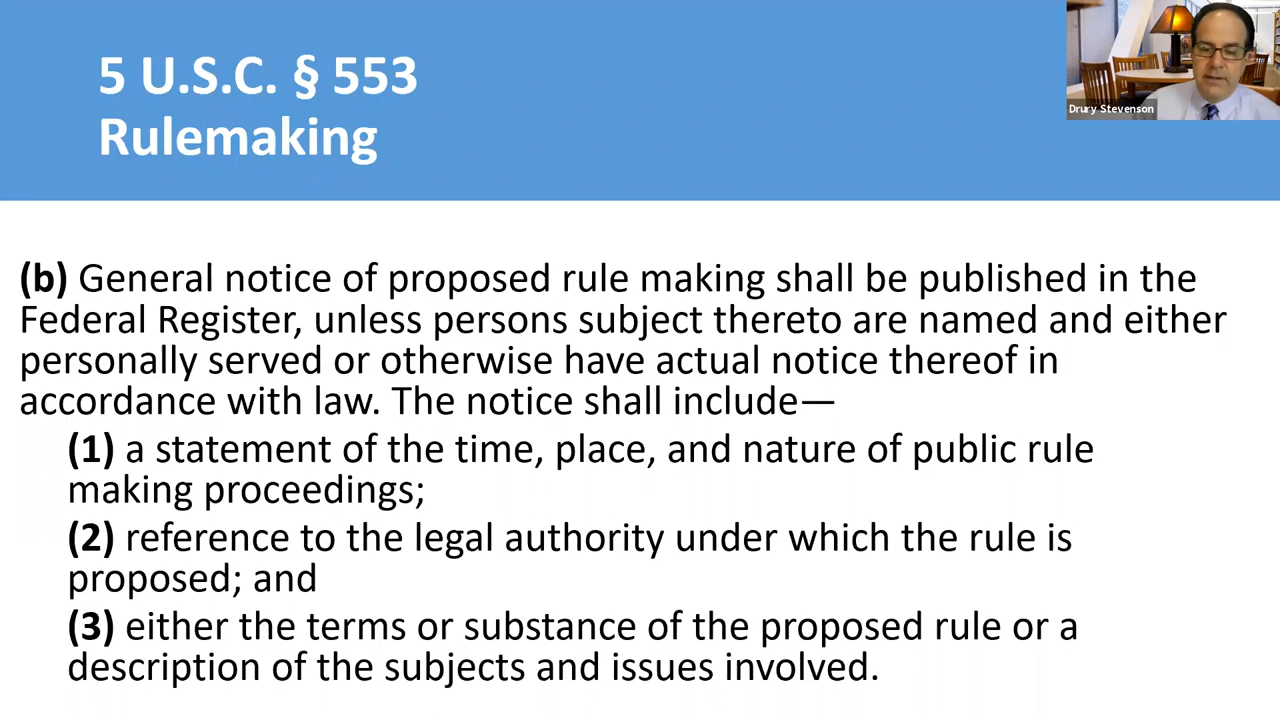 5 U.S.C. § 553
Rulemaking
Drury Stevenson
(b) General notice of proposed rule making shall be published in the
Federal Register, unless persons subject thereto are named and either
personally served or otherwise have actual notice thereof in
accordance with law. The notice shall include—
(1) a statement of the time, place, and nature of public rule
making proceedings;
(2) reference to the legal authority under which the rule is
proposed; and
(3) either the terms or substance of the proposed rule or a
description of the subjects and issues involved.